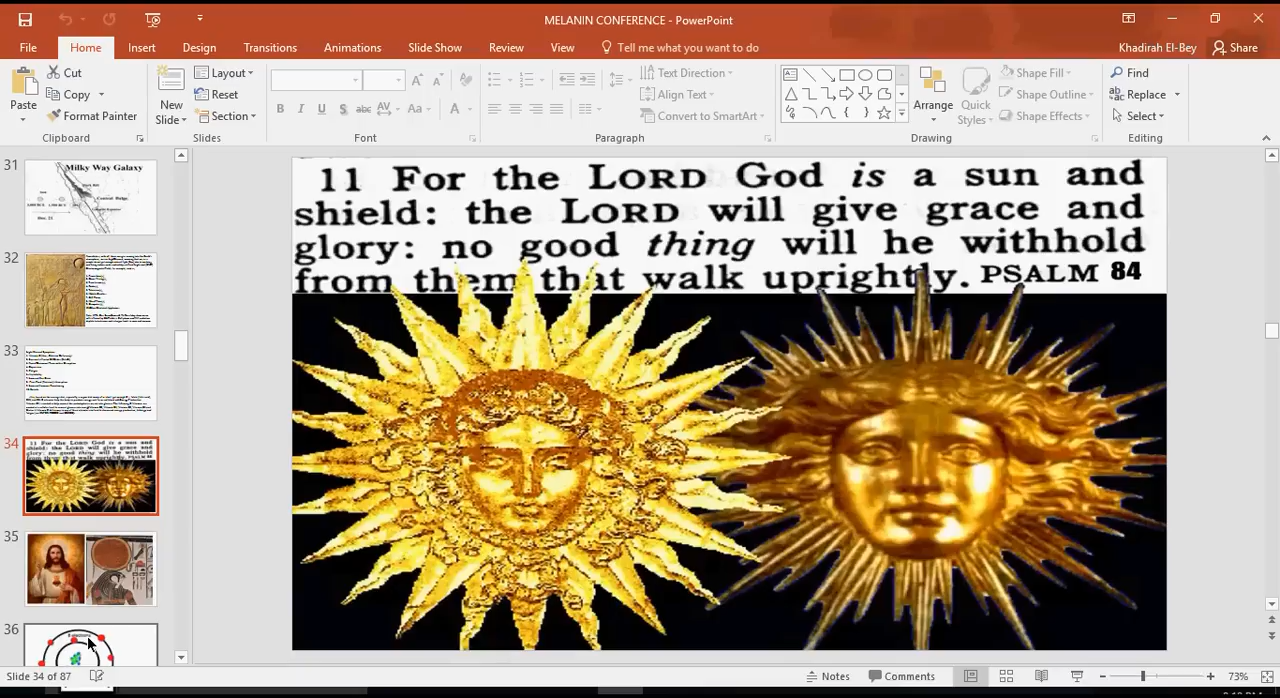 MELANIN CONFERENCE - PowerPoint
File Home Insert Design Transitions Animations Slide Show Review View Tell me what you want to do Khadirah El-Bey Share
Paste Cut Copy Format Painter Clipboard
New Slide Layout Reset Section Slides
B I U S abc AV Aa A Font
Text Direction Align Text Convert to SmartArt Paragraph
Arrange Quick Styles Shape Fill Shape Outline Shape Effects Drawing
Find Replace Select Editing
31
Milky Way Galaxy
32
33
34
35
36
11 For the LORD God is a sun and
shield: the LORD will give grace and
glory: no good thing will he withhold
from them that walk uprightly. PSALM 84
Slide 34 of 87 Notes Comments 73%